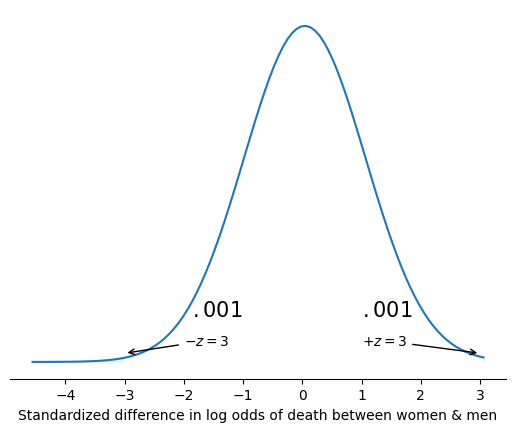 .001 .001
−z = 3 +z = 3
−4 −3 −2 −1 0 1 2 3
Standardized difference in log odds of death between women & men